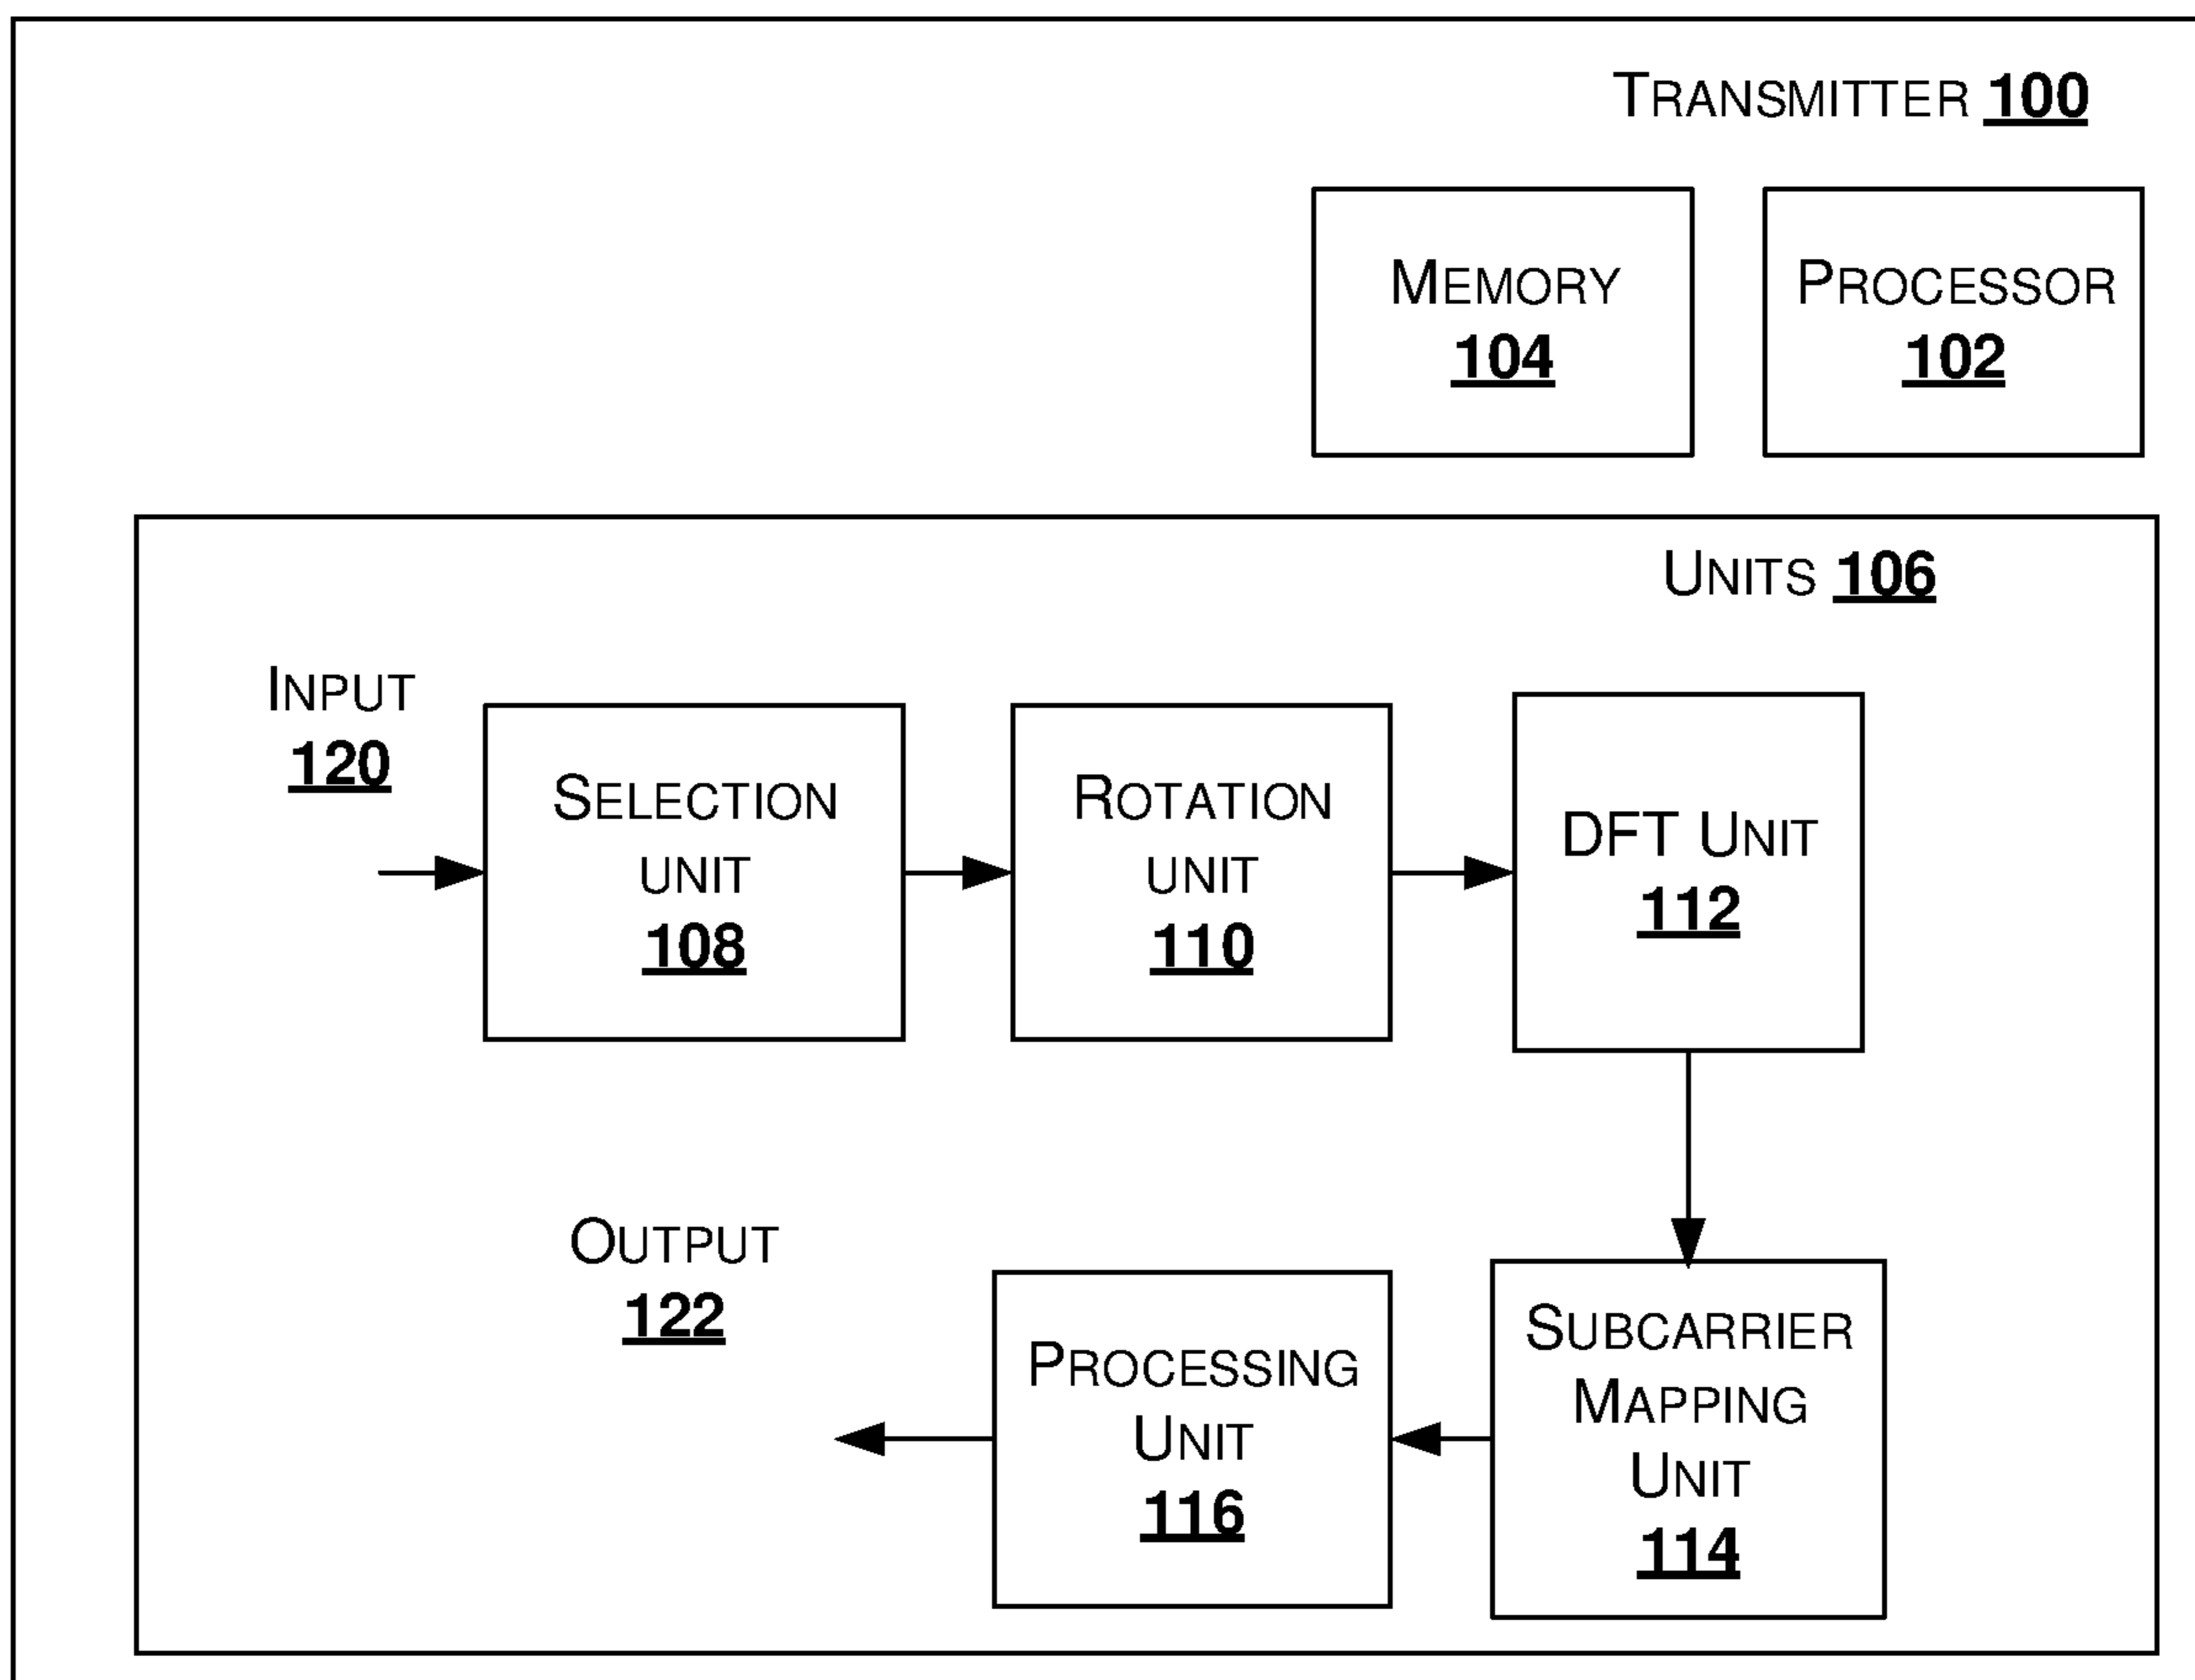 TRANSMITTER 100
MEMORY
104
PROCESSOR
102
UNITS 106
INPUT
120
SELECTION
UNIT
108
ROTATION
UNIT
110
DFT UNIT
112
OUTPUT
122
PROCESSING
UNIT
116
SUBCARRIER
MAPPING
UNIT
114